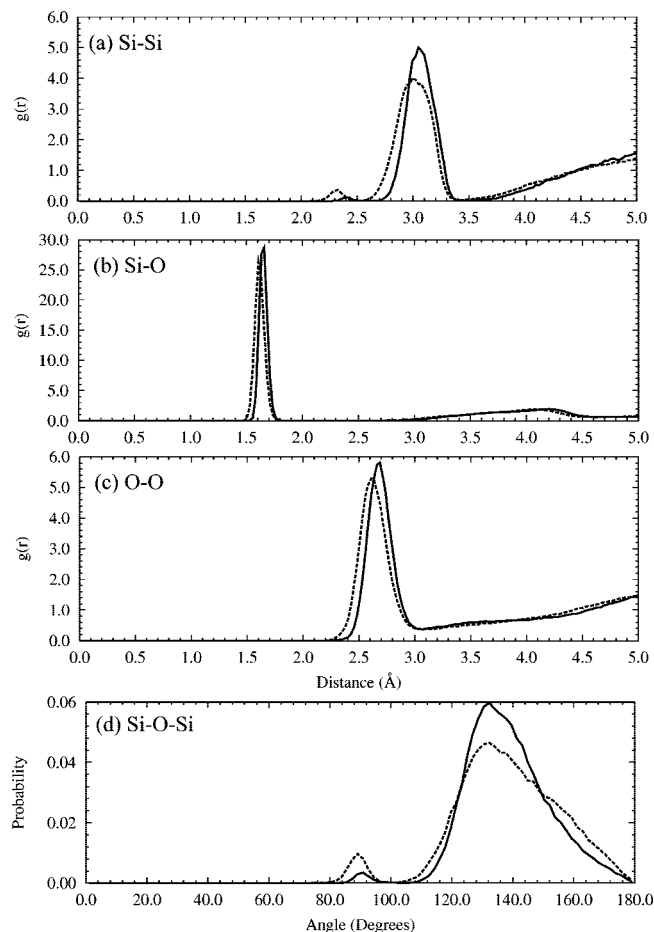 6.0
(a) Si-Si
5.0
4.0
g(r)
3.0
2.0
1.0
0.0
0.0 0.5 1.0 1.5 2.0 2.5 3.0 3.5 4.0 4.5 5.0
30.0
(b) Si-O
25.0
20.0
g(r)
15.0
10.0
5.0
0.0
0.0 0.5 1.0 1.5 2.0 2.5 3.0 3.5 4.0 4.5 5.0
6.0
(c) O-O
5.0
4.0
g(r)
3.0
2.0
1.0
0.0
0.0 0.5 1.0 1.5 2.0 2.5 3.0 3.5 4.0 4.5 5.0
Distance (Å)
0.06
(d) Si-O-Si
0.04
Probability
0.02
0.00
0.0 20.0 40.0 60.0 80.0 100.0 120.0 140.0 160.0 180.0
Angle (Degrees)